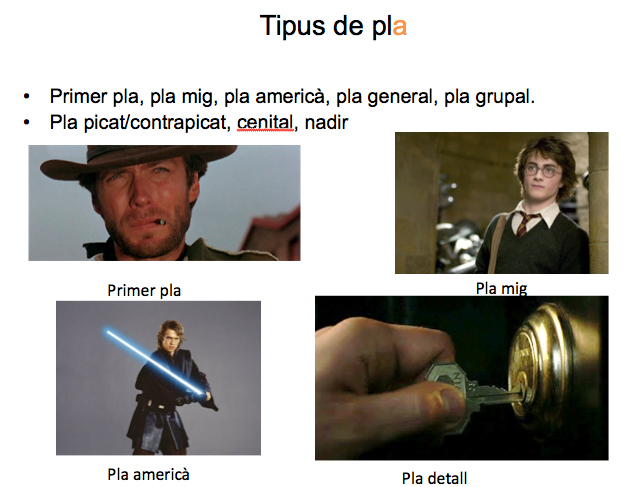 Tipus de pla
• Primer pla, pla mig, pla americà, pla general, pla grupal.
• Pla picat/contrapicat, cenital, nadir
Primer pla
Pla mig
Pla americà
Pla detall